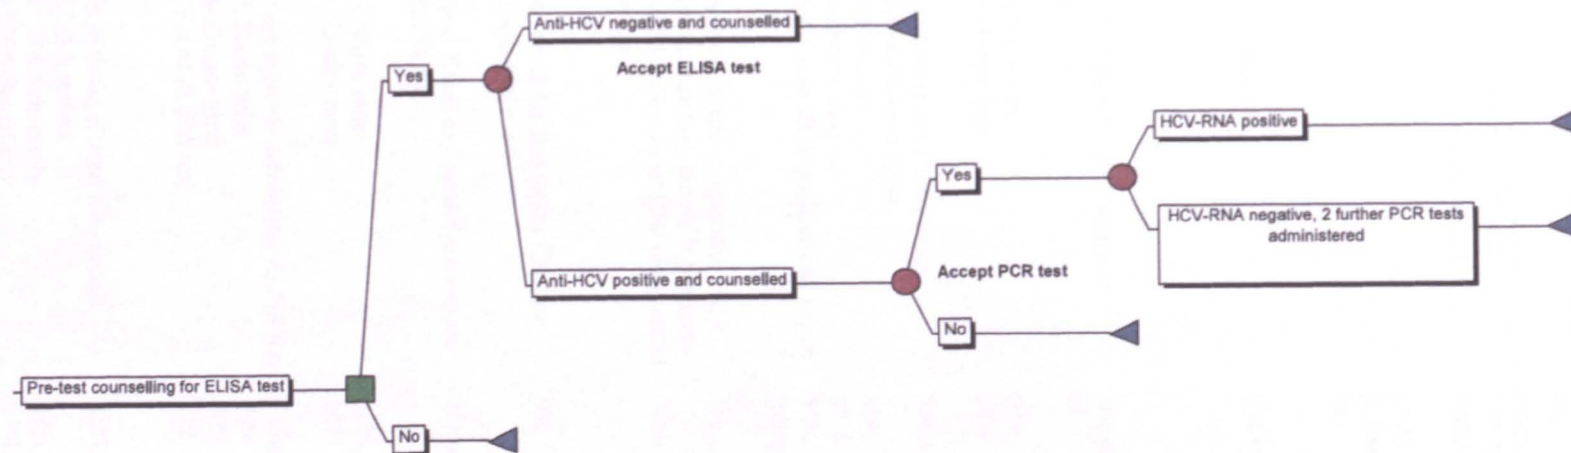 Anti-HCV negative and counselled
Yes
Accept ELISA test
HCV-RNA positive
Yes
HCV-RNA negative, 2 further PCR tests
administered
Anti-HCV positive and counselled
Accept PCR test
No
Pre-test counselling for ELISA test
No